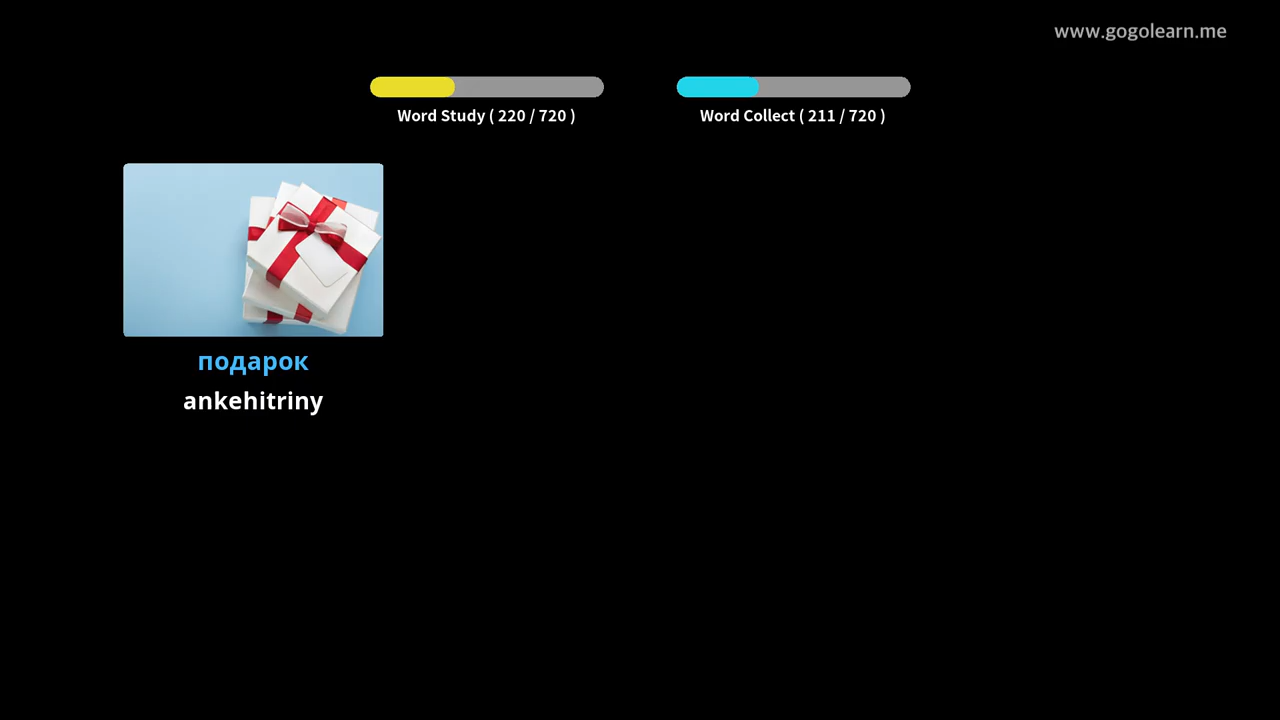 www.gogolearn.me
Word Study ( 220 / 720 )
Word Collect ( 211 / 720 )
подарок
ankehitriny